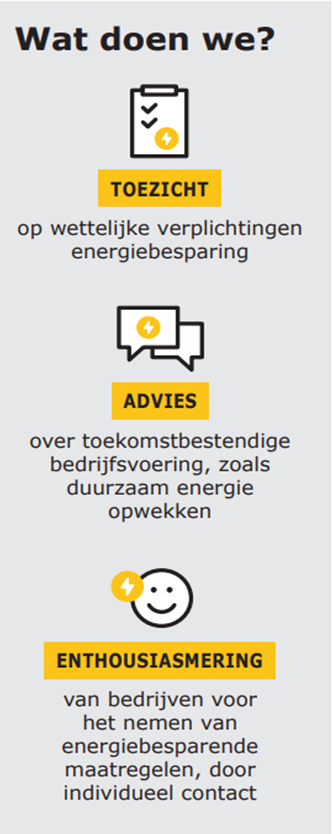 Wat doen we?
TOEZICHT
op wettelijke verplichtingen
energiebesparing
ADVIES
over toekomstbestendige
bedrijfsvoering, zoals
duurzaam energie
opwekken
ENTHOUSIASMERING
van bedrijven voor
het nemen van
energiebesparende
maatregelen, door
individueel contact